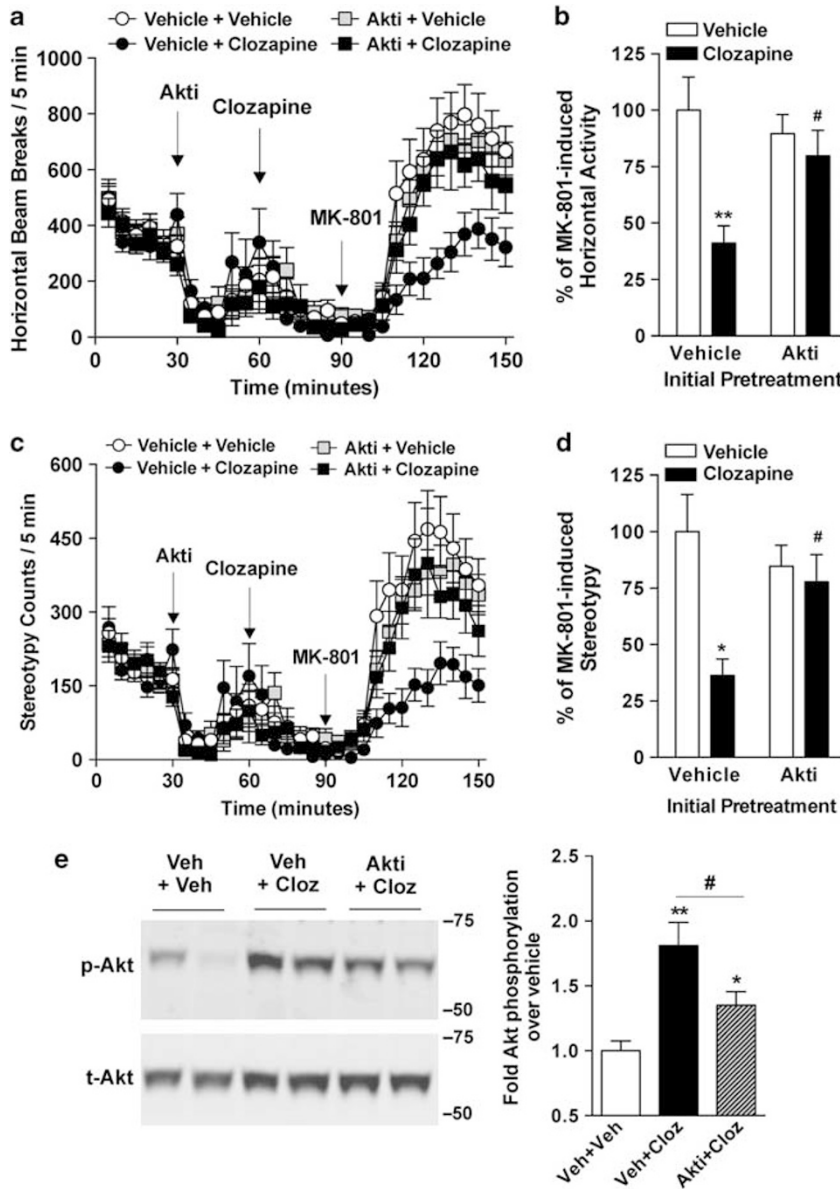 a
Vehicle + Vehicle
Akti + Vehicle
Vehicle + Clozapine
Akti + Clozapine
Horizontal Beam Breaks / 5 min
1000
800
600
400
200
0
Akti
Clozapine
MK-801
0 30 60 90 120 150
Time (minutes)
b
Vehicle
Clozapine
% of MK-801-induced
Horizontal Activity
125
100
75
50
25
0
**
#
Vehicle Akti
Initial Pretreatment
c
Vehicle + Vehicle
Akti + Vehicle
Vehicle + Clozapine
Akti + Clozapine
Stereotypy Counts / 5 min
600
450
300
150
0
Akti
Clozapine
MK-801
0 30 60 90 120 150
Time (minutes)
d
Vehicle
Clozapine
% of MK-801-induced
Stereotypy
125
100
75
50
25
0
*
#
Vehicle Akti
Initial Pretreatment
e
Veh
+ Veh
Veh
+ Cloz
Akti
+ Cloz
p-Akt
–75
–50
t-Akt
–75
–50
Fold Akt phosphorylation
over vehicle
2.5
2.0
1.5
1.0
0.5
#
**
*
Veh+Veh
Veh+Cloz
Akti+Cloz